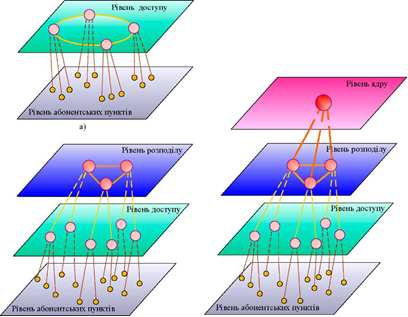 Рівень доступу
Рівень абонентських пунктів
а)
Рівень ядру
Рівень розподілу
Рівень розподілу
Рівень доступу
Рівень доступу
Рівень абонентських пунктів
Рівень абонентських пунктів